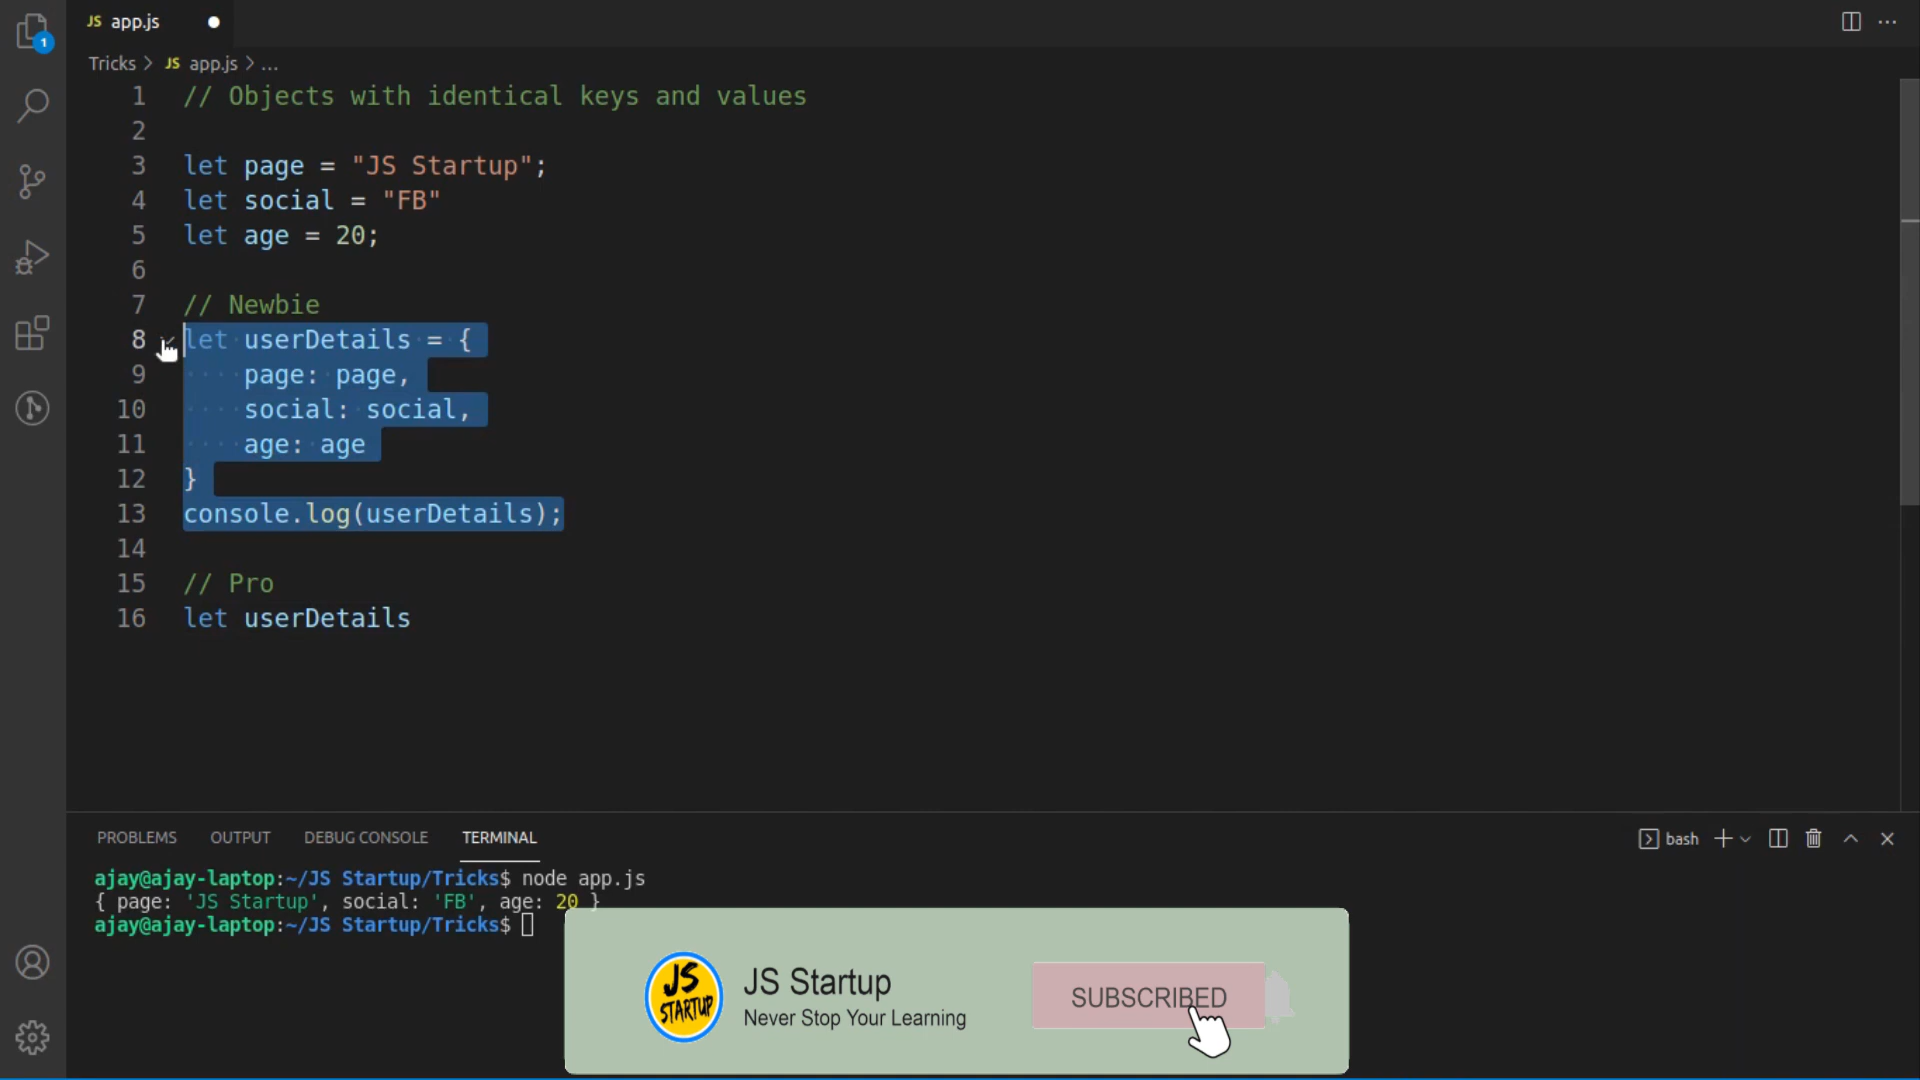 JS app.js
1
Tricks > JS app.js > ...
1 // Objects with identical keys and values
2
3 let page = "JS Startup";
4 let social = "FB"
5 let age = 20;
6
7 // Newbie
8 let userDetails = {
9     page: page,
10     social: social,
11     age: age
12 }
13 console.log(userDetails);
14
15 // Pro
16 let userDetails
PROBLEMS OUTPUT DEBUG CONSOLE TERMINAL bash
ajay@ajay-laptop:~/JS Startup/Tricks$ node app.js
{ page: 'JS Startup', social: 'FB', age: 20 }
ajay@ajay-laptop:~/JS Startup/Tricks$
JS
STARTUP
JS Startup
Never Stop Your Learning
SUBSCRIBED